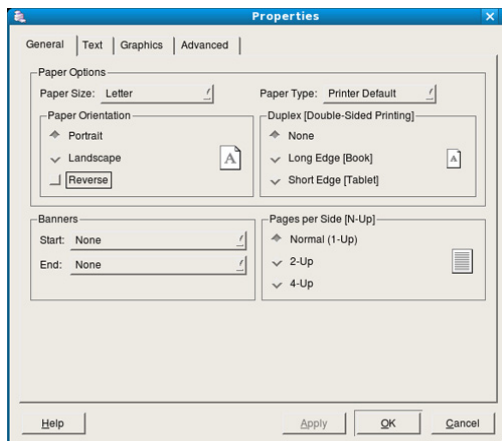 Properties
General Text Graphics Advanced
Paper Options
Paper Size: Letter
Paper Type: Printer Default
Paper Orientation
Portrait
Landscape
Reverse
A
Duplex [Double-Sided Printing]
None
Long Edge [Book]
Short Edge [Tablet]
A
Banners
Start: None
End: None
Pages per Side [N-Up]
Normal (1-Up)
2-Up
4-Up
Help Apply OK Cancel